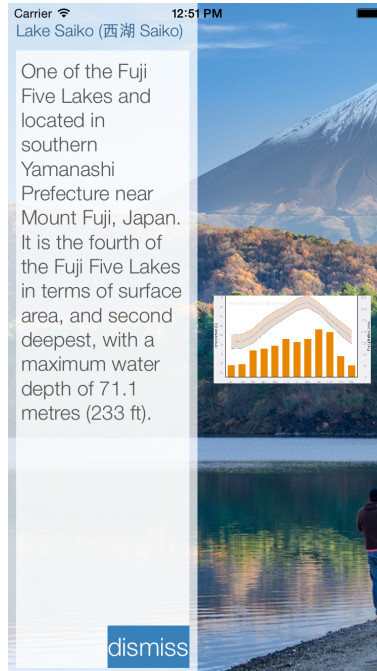 Carrier 12:51 PM
Lake Saiko (西湖 Saiko)
One of the Fuji
Five Lakes and
located in
southern
Yamanashi
Prefecture near
Mount Fuji, Japan.
It is the fourth of
the Fuji Five Lakes
in terms of surface
area, and second
deepest, with a
maximum water
depth of 71.1
metres (233 ft).
dismiss